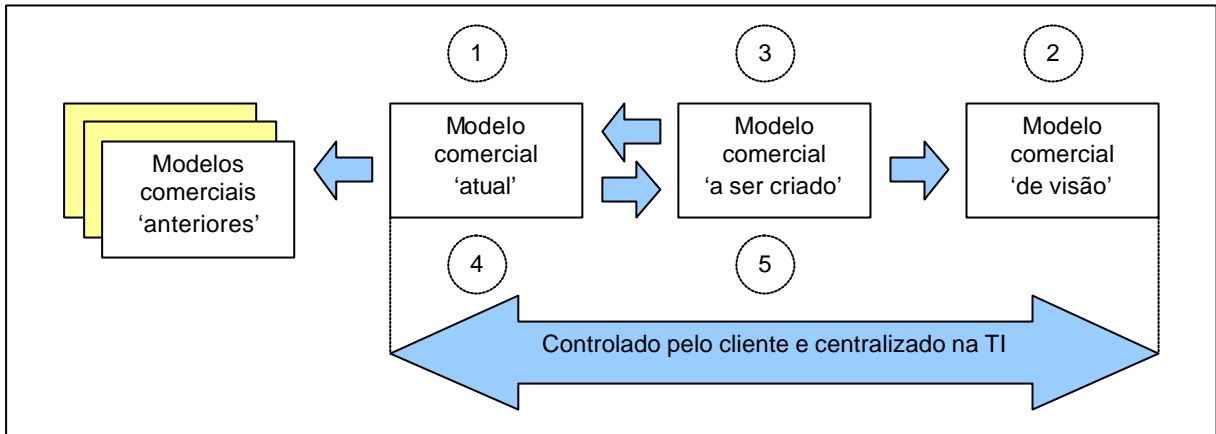 1
3
2
Modelos
comerciais
‘anteriores’
Modelo
comercial
‘atual’
Modelo
comercial
‘a ser criado’
Modelo
comercial
‘de visão’
4
5
Controlado pelo cliente e centralizado na TI